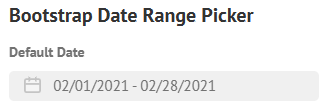 Bootstrap Date Range Picker
Default Date
02/01/2021 - 02/28/2021